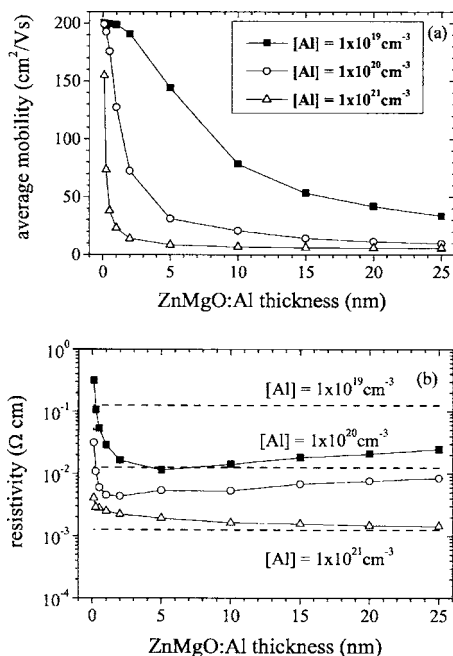 (a)
[Al] = 1x10¹⁹cm⁻³
[Al] = 1x10²⁰cm⁻³
[Al] = 1x10²¹cm⁻³
200
150
100
50
0
average mobility (cm²/Vs)
0 5 10 15 20 25
ZnMgO:Al thickness (nm)
(b)
[Al] = 1x10¹⁹cm⁻³
[Al] = 1x10²⁰cm⁻³
[Al] = 1x10²¹cm⁻³
10⁰
10⁻¹
10⁻²
10⁻³
10⁻⁴
resistivity (Ω cm)
0 5 10 15 20 25
ZnMgO:Al thickness (nm)